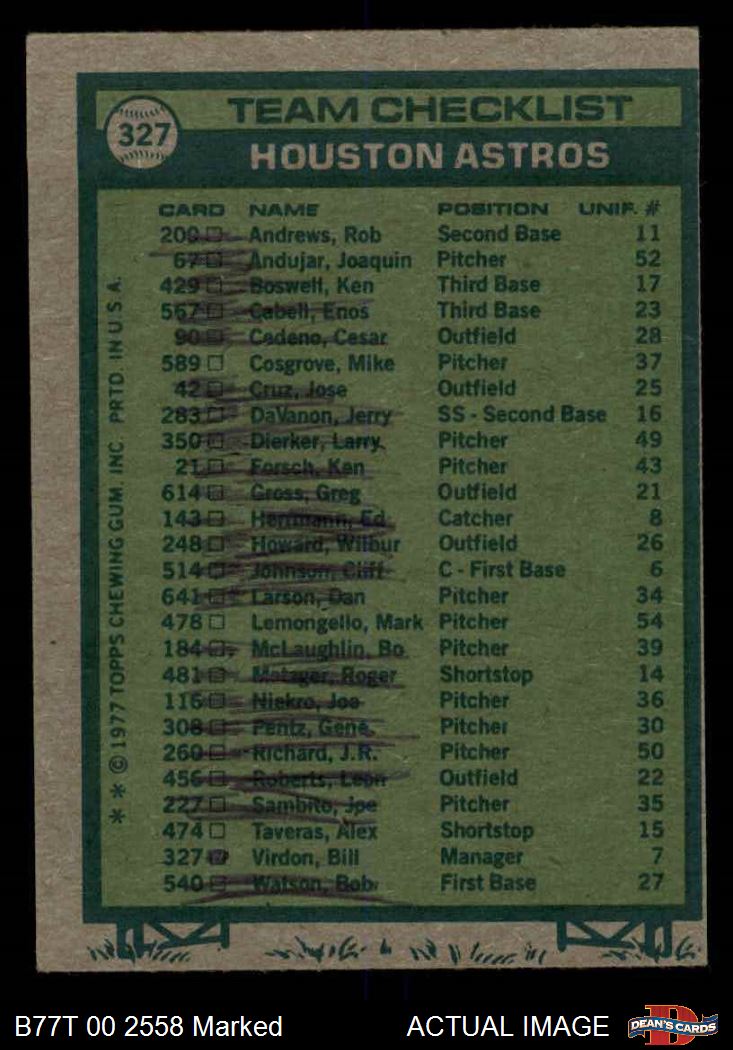 327
TEAM CHECKLIST
HOUSTON ASTROS
CARD NAME POSITION UNIF. #
209 Andrews, Rob Second Base 11
67 Andujar, Joaquin Pitcher 52
429 Boswell, Ken Third Base 17
567 Cabell, Enos Third Base 23
90 Cedeno, Cesar Outfield 28
589 Cosgrove, Mike Pitcher 37
42 Cruz, Jose Outfield 25
283 DaVanon, Jerry SS - Second Base 16
350 Dierker, Larry Pitcher 49
21 Forsch, Ken Pitcher 43
614 Gross, Greg Outfield 21
143 Herrmann, Ed Catcher 8
248 Howard, Wilbur Outfield 26
514 Johnson, Cliff C - First Base 6
641 Larson, Dan Pitcher 34
478 Lemongello, Mark Pitcher 54
184 McLaughlin, Bo Pitcher 39
481 Metzger, Roger Shortstop 14
116 Niekro, Joe Pitcher 36
308 Pentz, Gene Pitcher 30
260 Richard, J.R. Pitcher 50
456 Roberts, Leon Outfield 22
227 Sambito, Joe Pitcher 35
474 Taveras, Alex Shortstop 15
327 Virdon, Bill Manager 7
540 Watson, Bob First Base 27
* * © 1977 TOPPS CHEWING GUM, INC. PRTD. IN U.S.A.
B77T 00 2558 Marked ACTUAL IMAGE
DEAN'S CARDS